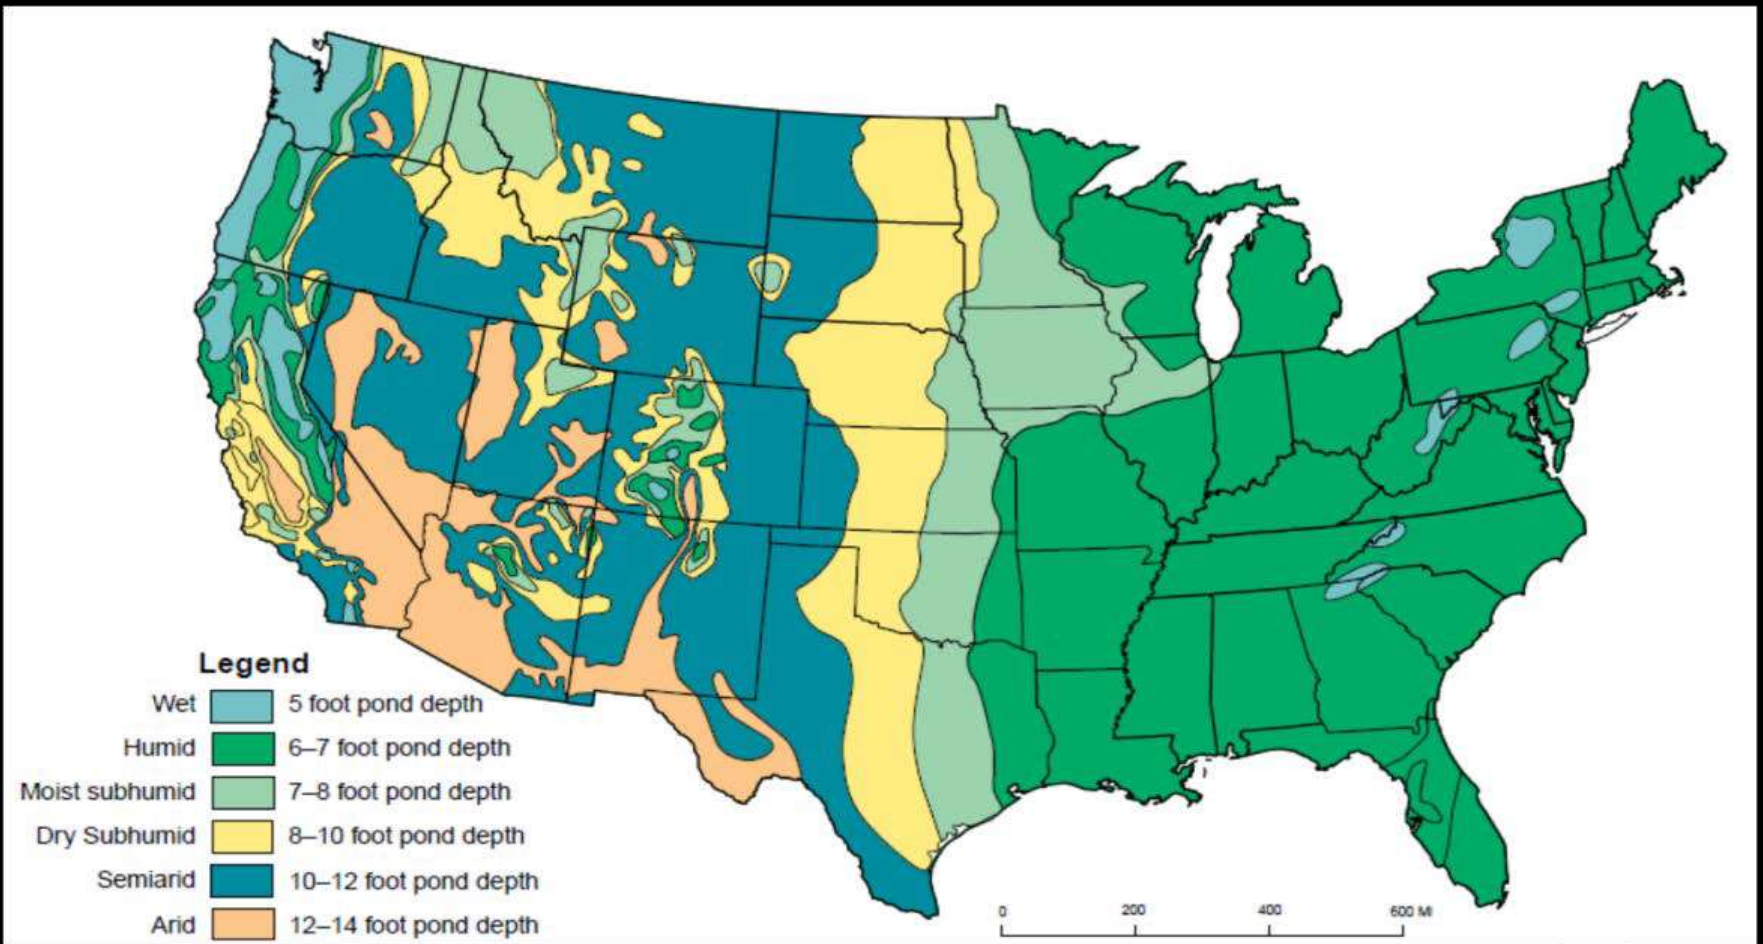 Legend
Wet 5 foot pond depth
Humid 6–7 foot pond depth
Moist subhumid 7–8 foot pond depth
Dry Subhumid 8–10 foot pond depth
Semiarid 10–12 foot pond depth
Arid 12–14 foot pond depth
0 200 400 600 MI